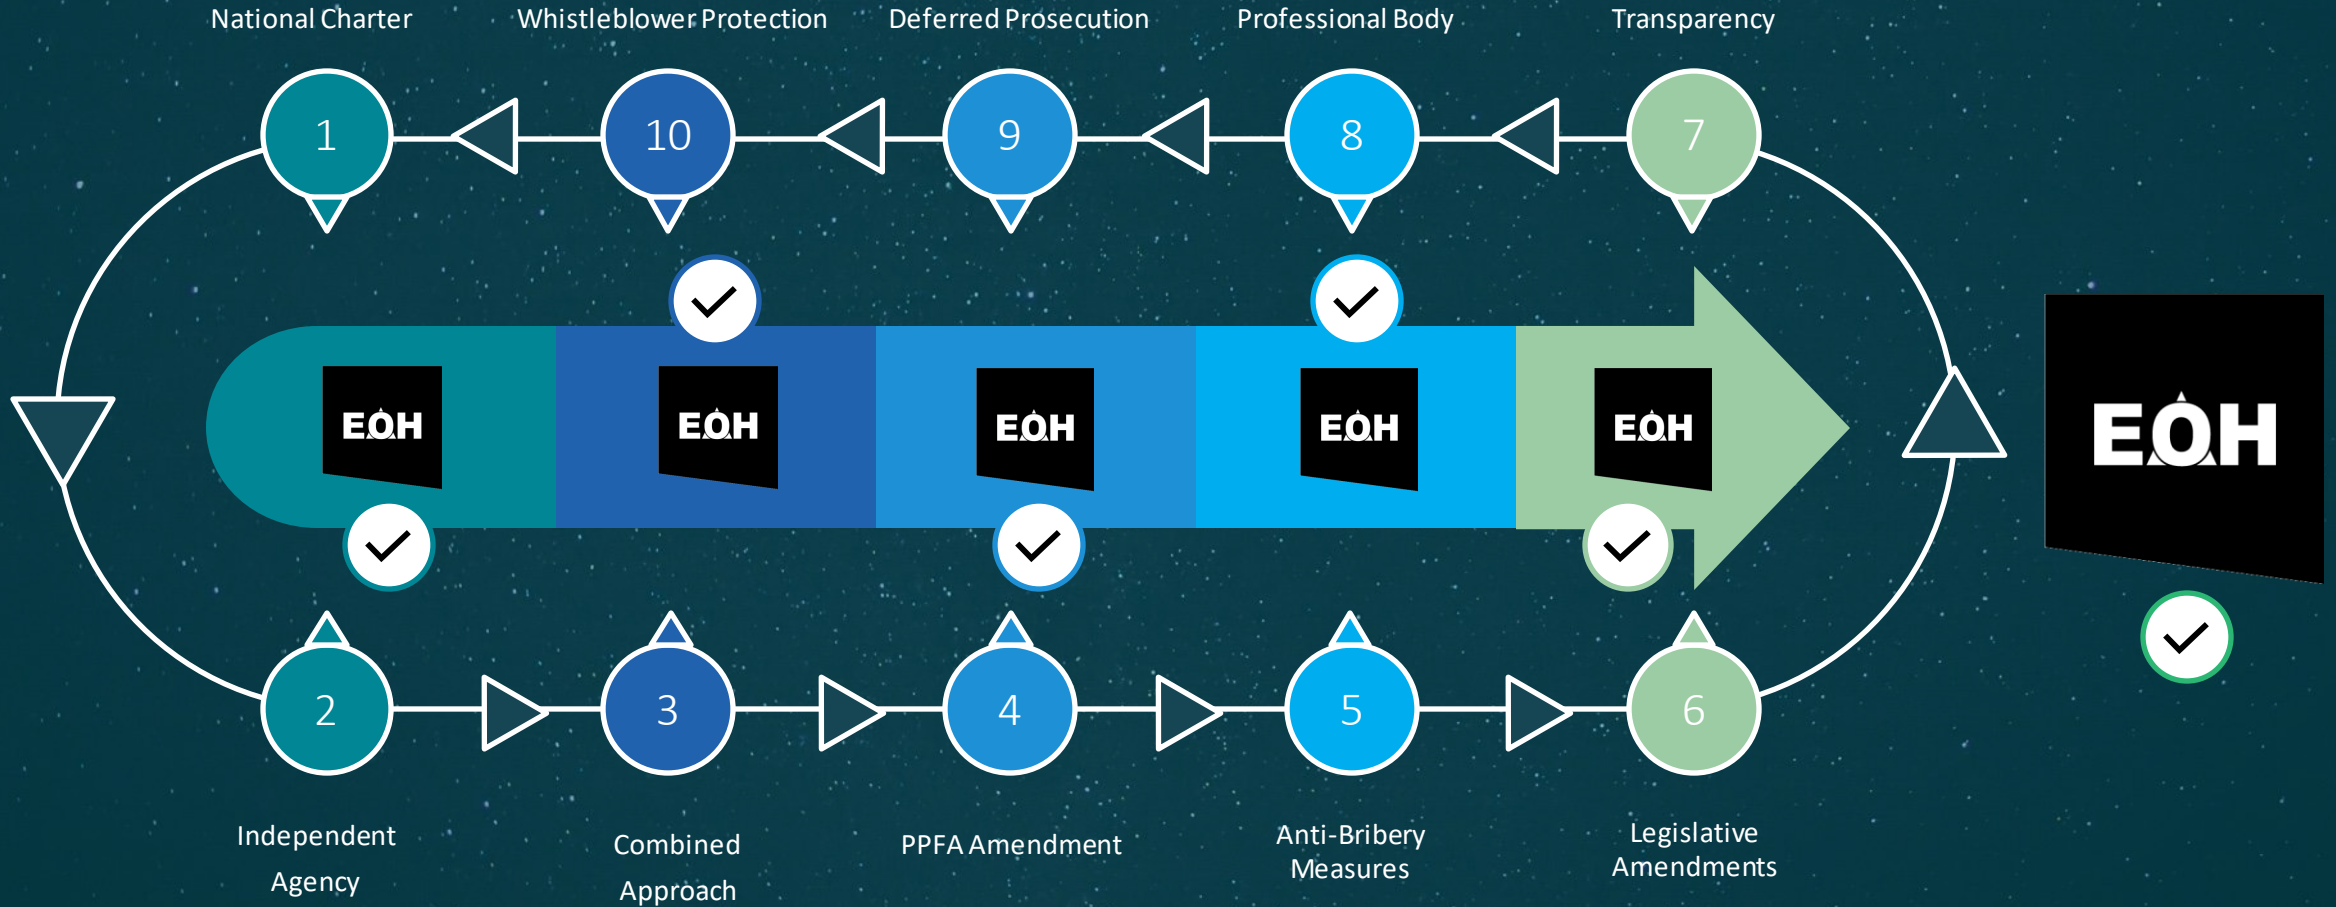 National Charter
Whistleblower Protection
Deferred Prosecution
Professional Body
Transparency
1
10
9
8
7
EOH
EOH
EOH
EOH
EOH
EOH
2
3
4
5
6
Independent
Agency
Combined
Approach
PPFA Amendment
Anti-Bribery
Measures
Legislative
Amendments